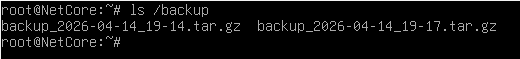 root@NetCore:~# ls /backup
backup_2026-04-14_19-14.tar.gz  backup_2026-04-14_19-17.tar.gz
root@NetCore:~#